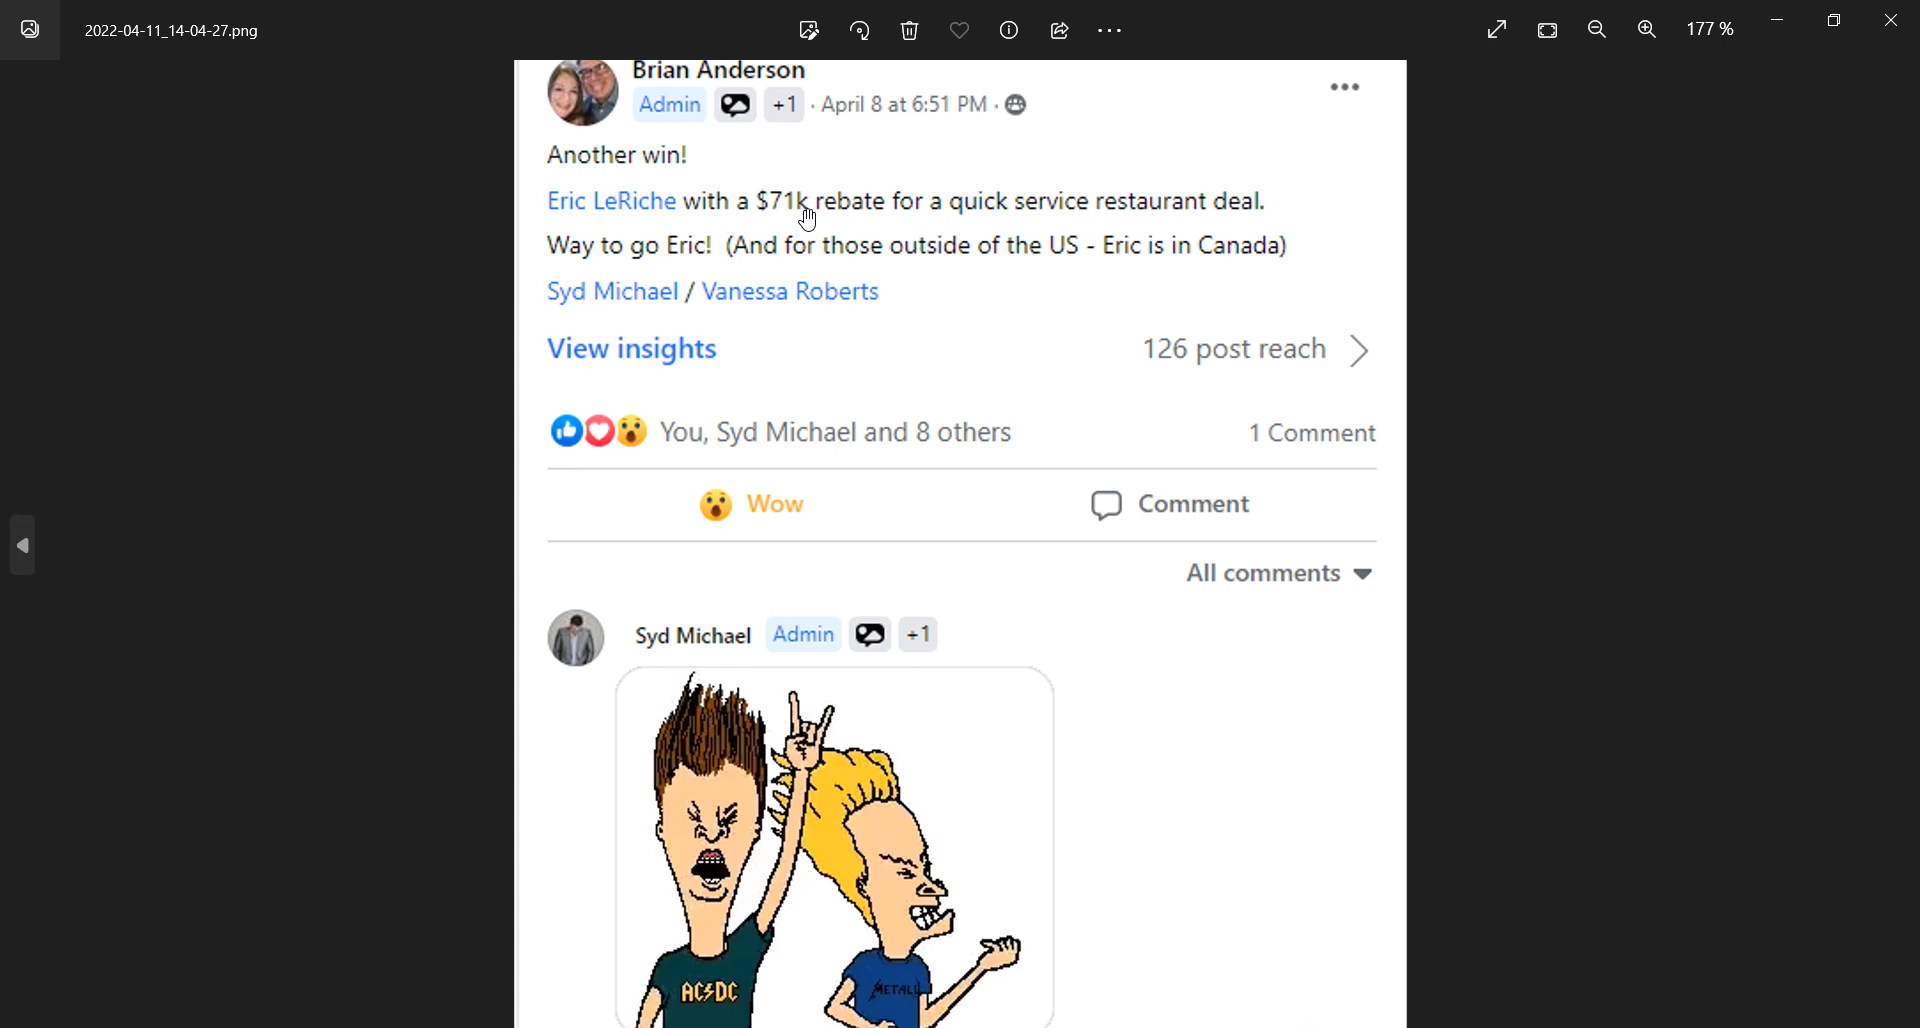 2022-04-11_14-04-27.png
177 %
Brian Anderson
Admin +1 · April 8 at 6:51 PM ·
Another win!
Eric LeRiche with a $71k rebate for a quick service restaurant deal.
Way to go Eric! (And for those outside of the US - Eric is in Canada)
Syd Michael / Vanessa Roberts
View insights 126 post reach
You, Syd Michael and 8 others 1 Comment
Wow Comment
All comments
Syd Michael Admin +1
AC⚡DC
METALL